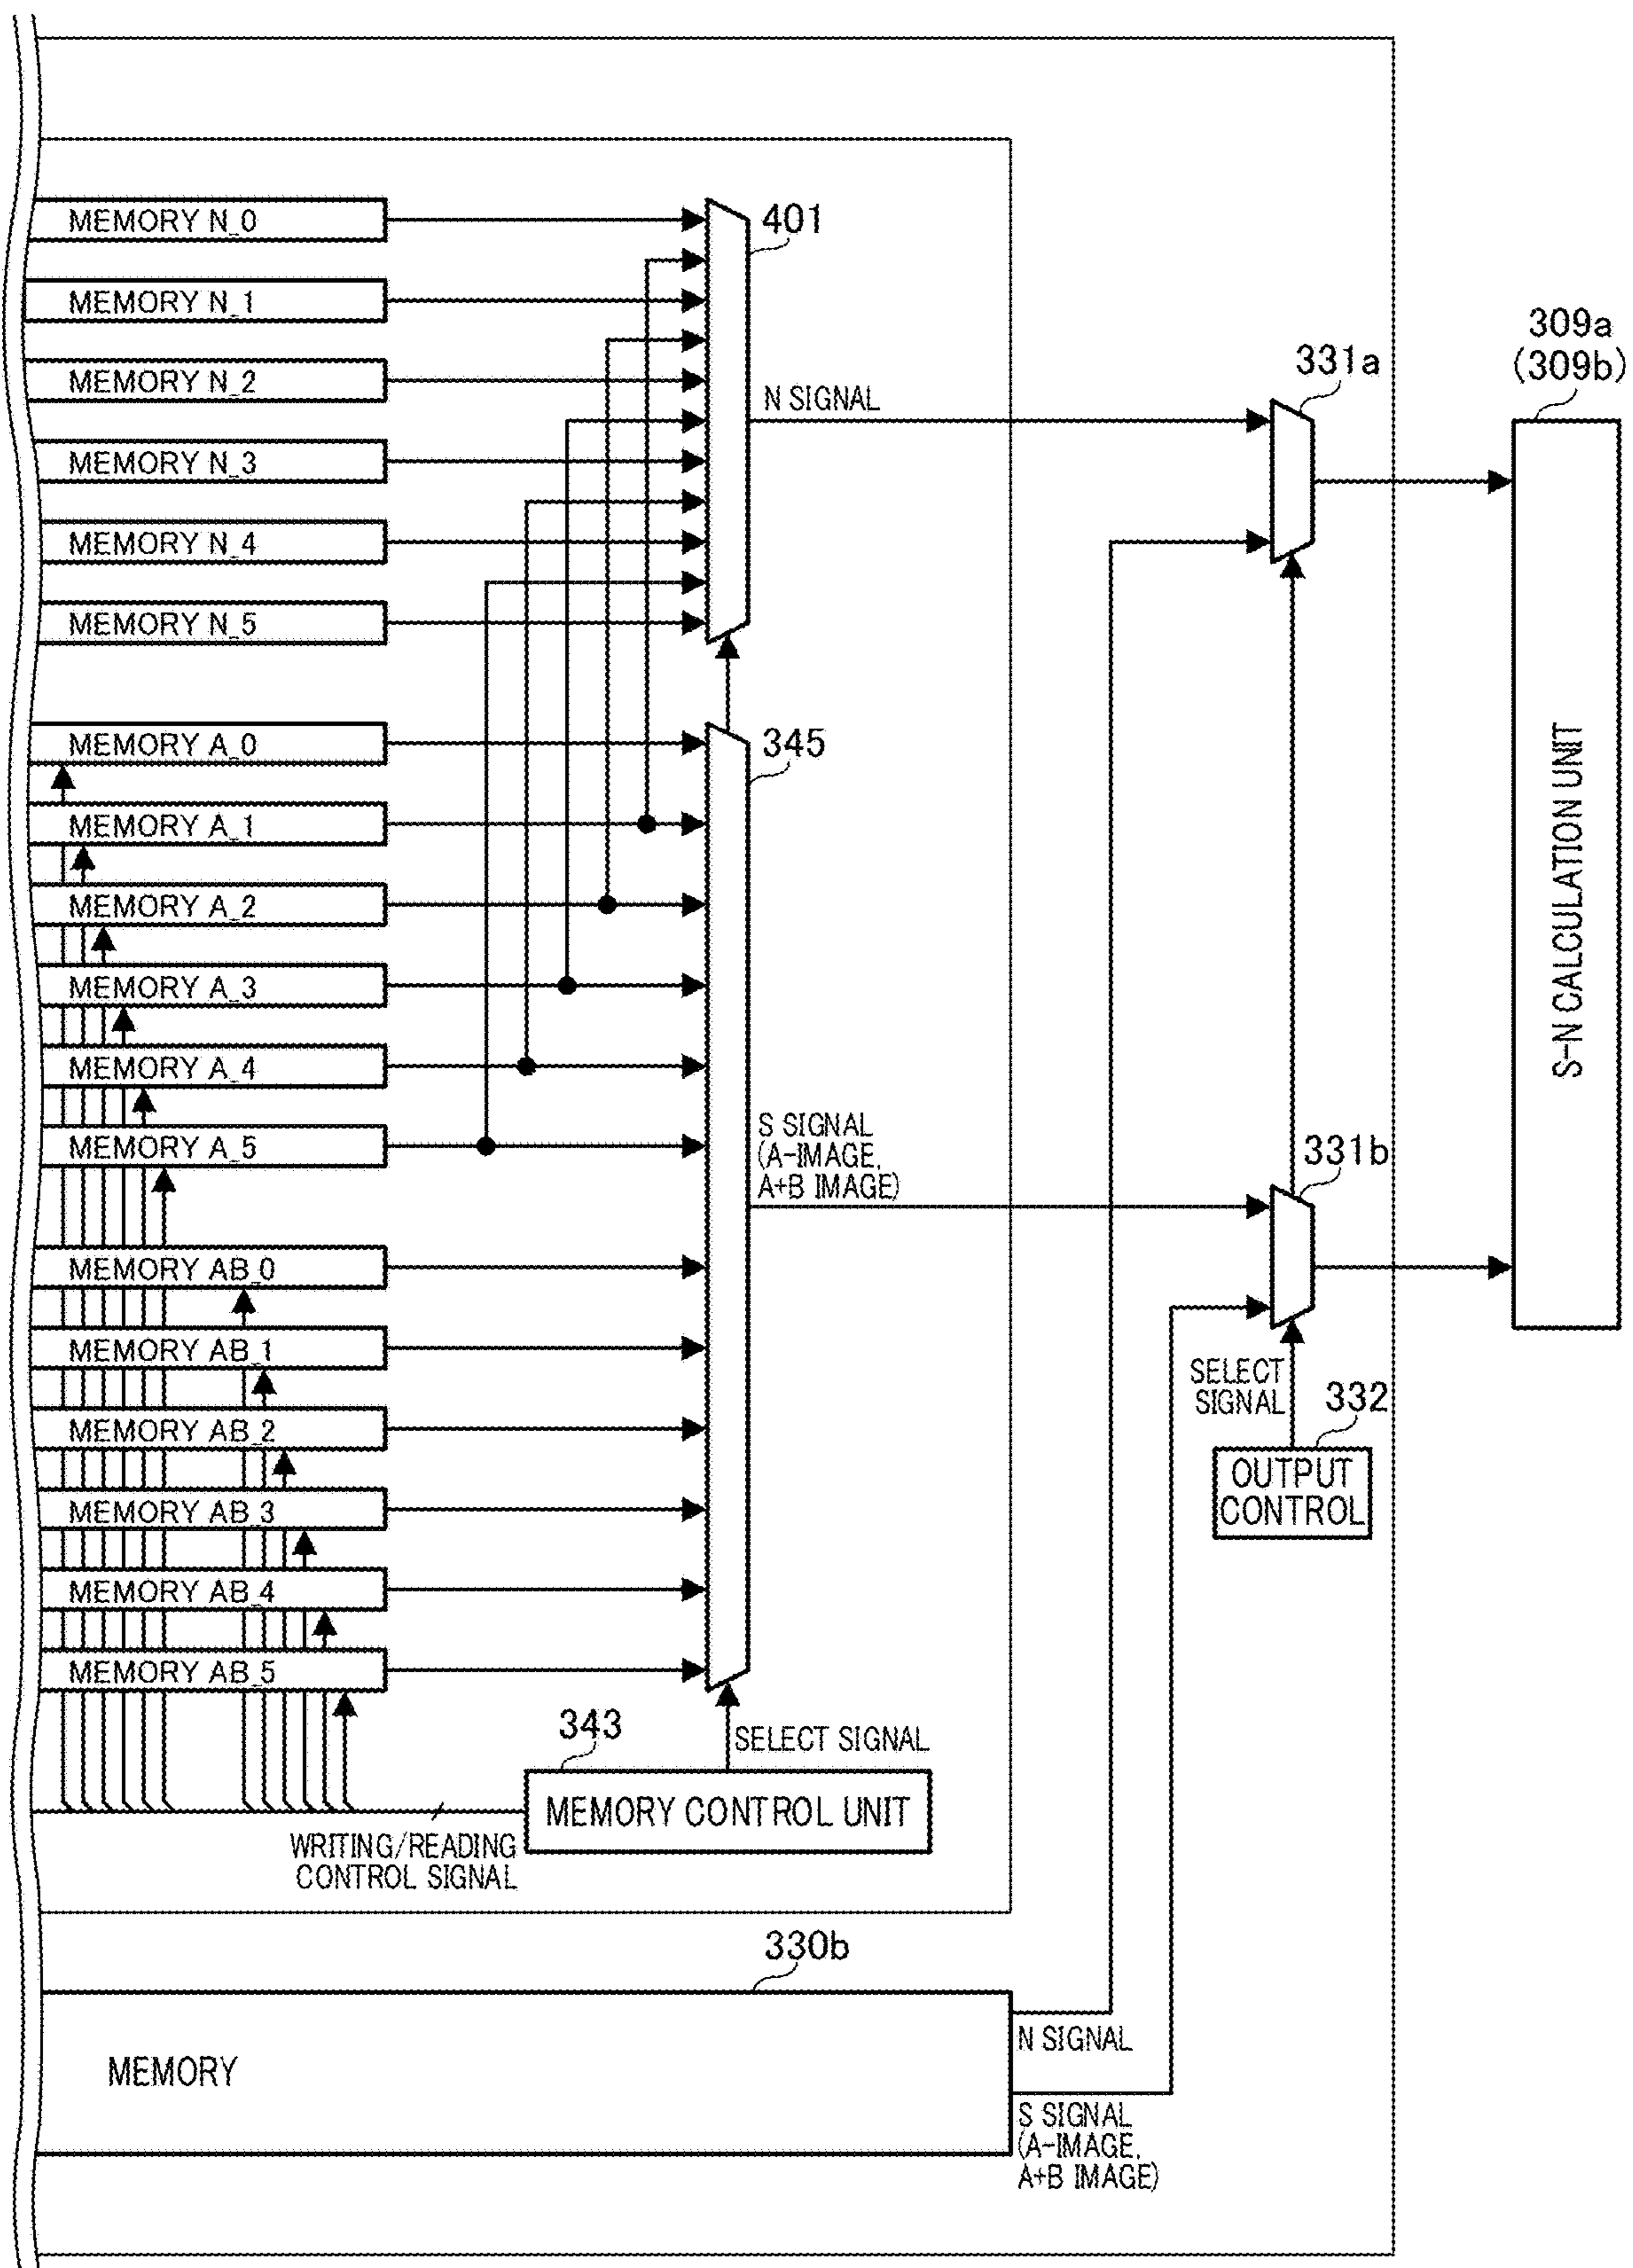 MEMORY N_0
401
MEMORY N_1
309a
(309b)
331a
MEMORY N_2
N SIGNAL
MEMORY N_3
MEMORY N_4
MEMORY N_5
MEMORY A_0
345
MEMORY A_1
MEMORY A_2
S-N CALCULATION UNIT
MEMORY A_3
MEMORY A_4
MEMORY A_5
S SIGNAL
(A-IMAGE,
A+B IMAGE)
331b
MEMORY AB_0
MEMORY AB_1
MEMORY AB_2
SELECT
SIGNAL
332
OUTPUT
CONTROL
MEMORY AB_3
MEMORY AB_4
MEMORY AB_5
343
SELECT SIGNAL
MEMORY CONTROL UNIT
WRITING/READING
CONTROL SIGNAL
330b
N SIGNAL
MEMORY
S SIGNAL
(A-IMAGE,
A+B IMAGE)